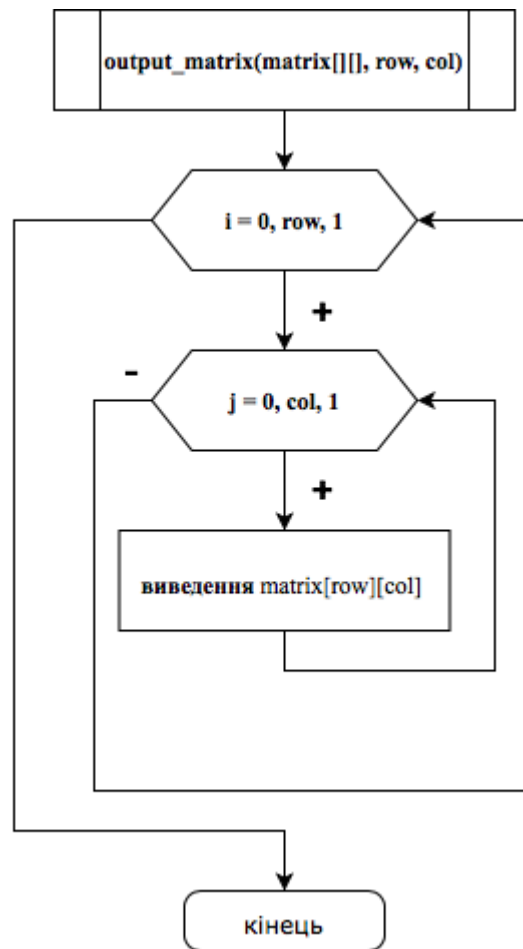 output_matrix(matrix[][], row, col)
i = 0, row, 1
+
-
j = 0, col, 1
+
виведення matrix[row][col]
кінець